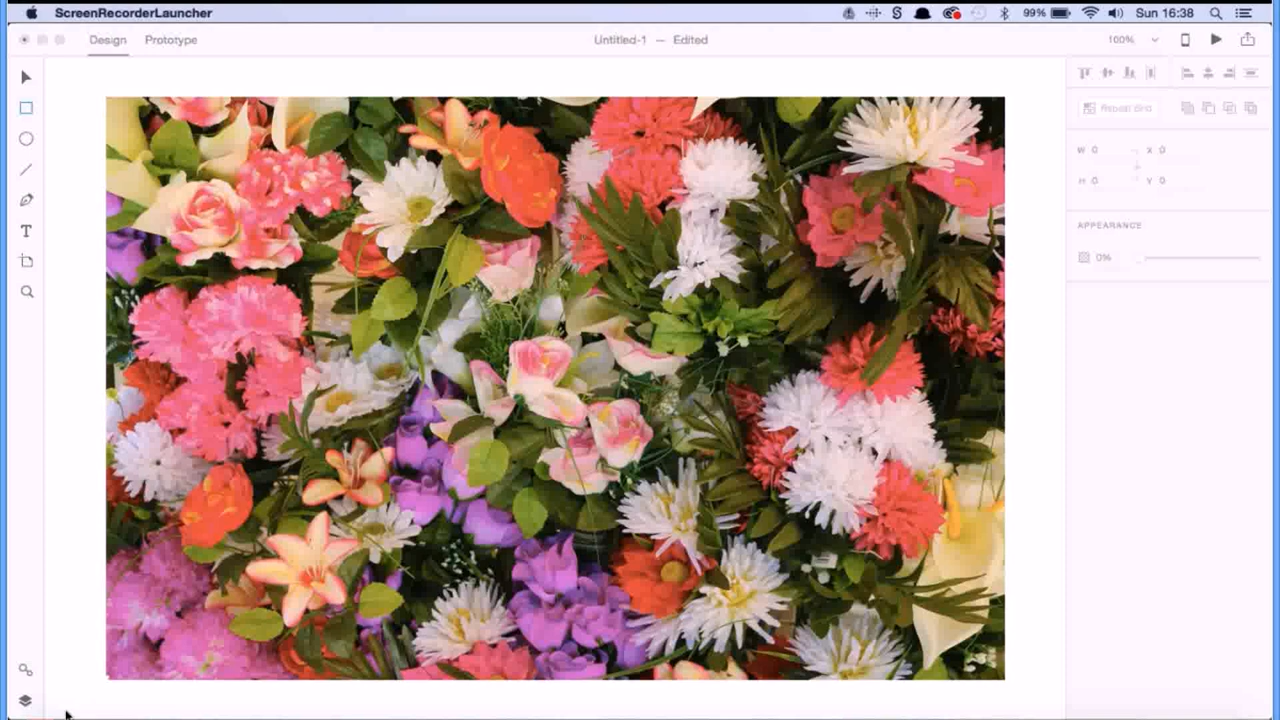 ScreenRecorderLauncher
99%
Sun 16:38
Design
Prototype
Untitled-1 — Edited
100%
Repeat Grid
W 0
X 0
H 0
Y 0
APPEARANCE
0%